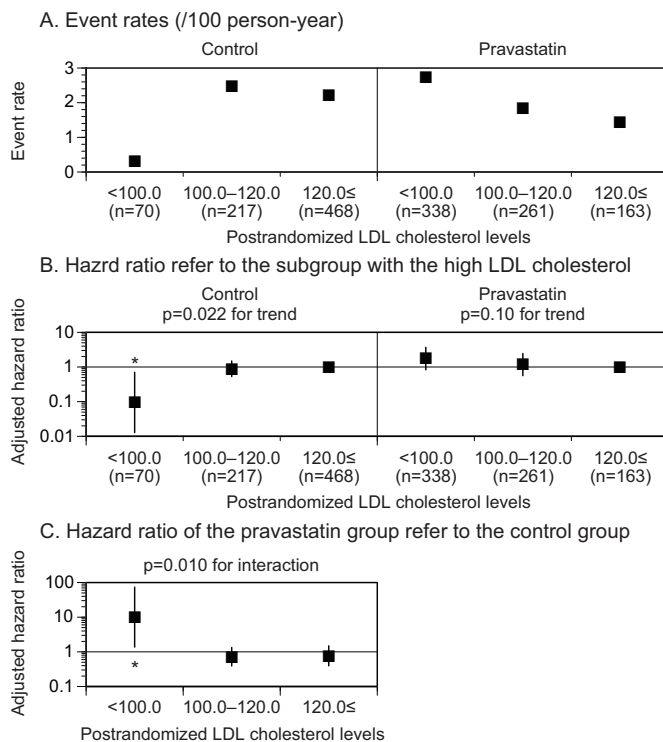 A. Event rates (/100 person-year)
Control Pravastatin
Event rate
3
2
1
0
<100.0 100.0–120.0 120.0≤ <100.0 100.0–120.0 120.0≤
(n=70) (n=217) (n=468) (n=338) (n=261) (n=163)
Postrandomized LDL cholesterol levels
B. Hazrd ratio refer to the subgroup with the high LDL cholesterol
Control Pravastatin
p=0.022 for trend p=0.10 for trend
Adjusted hazard ratio
10
1
0.1
0.01
*
<100.0 100.0–120.0 120.0≤ <100.0 100.0–120.0 120.0≤
(n=70) (n=217) (n=468) (n=338) (n=261) (n=163)
Postrandomized LDL cholesterol levels
C. Hazard ratio of the pravastatin group refer to the control group
p=0.010 for interaction
Adjusted hazard ratio
100
10
1
0.1
*
<100.0 100.0–120.0 120.0≤
Postrandomized LDL cholesterol levels